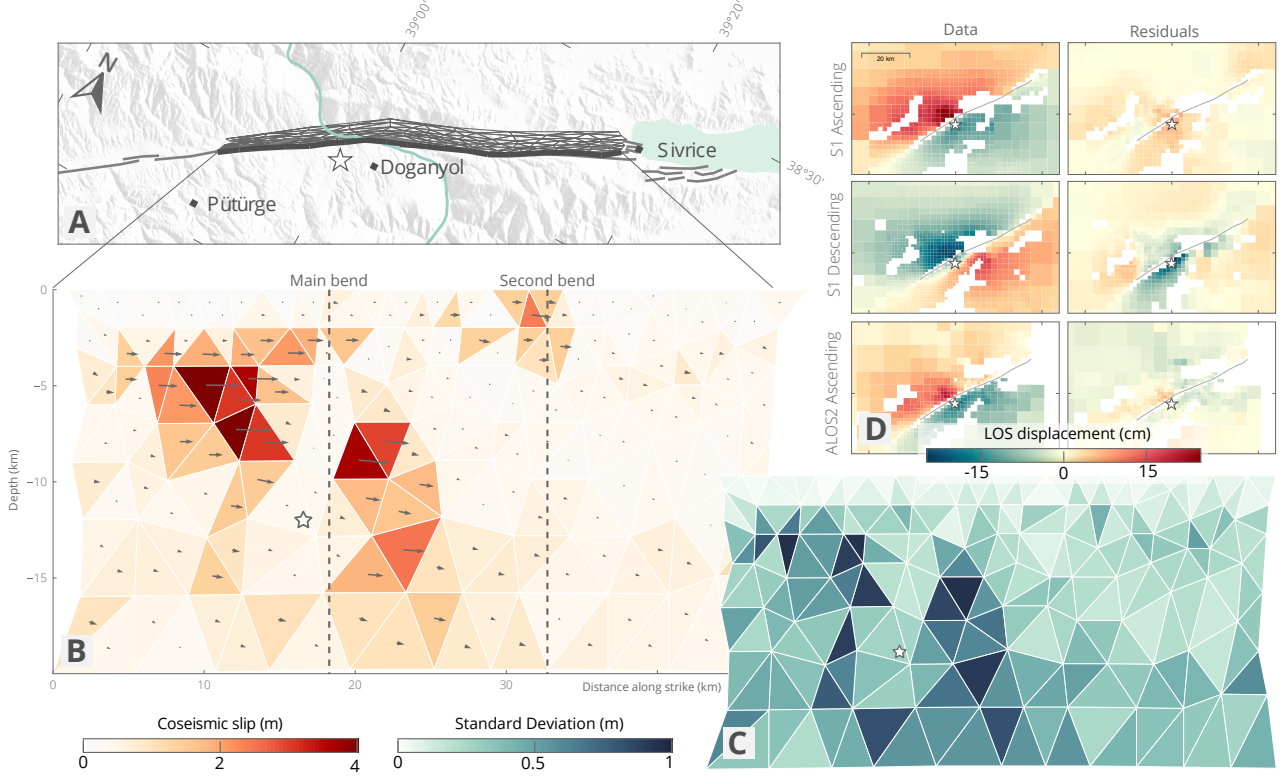 39°00'
39°20'
N
Sivrice
Doganyol
Pütürge
38°30'
A
Data
Residuals
20 km
S1 Ascending
S1 Descending
ALOS2 Ascending
D
LOS displacement (cm)
-15
0
15
Main bend
Second bend
0
−5
−10
−15
Depth (km)
B
0
10
20
30
Distance along strike (km)
C
Coseismic slip (m)
0
2
4
Standard Deviation (m)
0
0.5
1